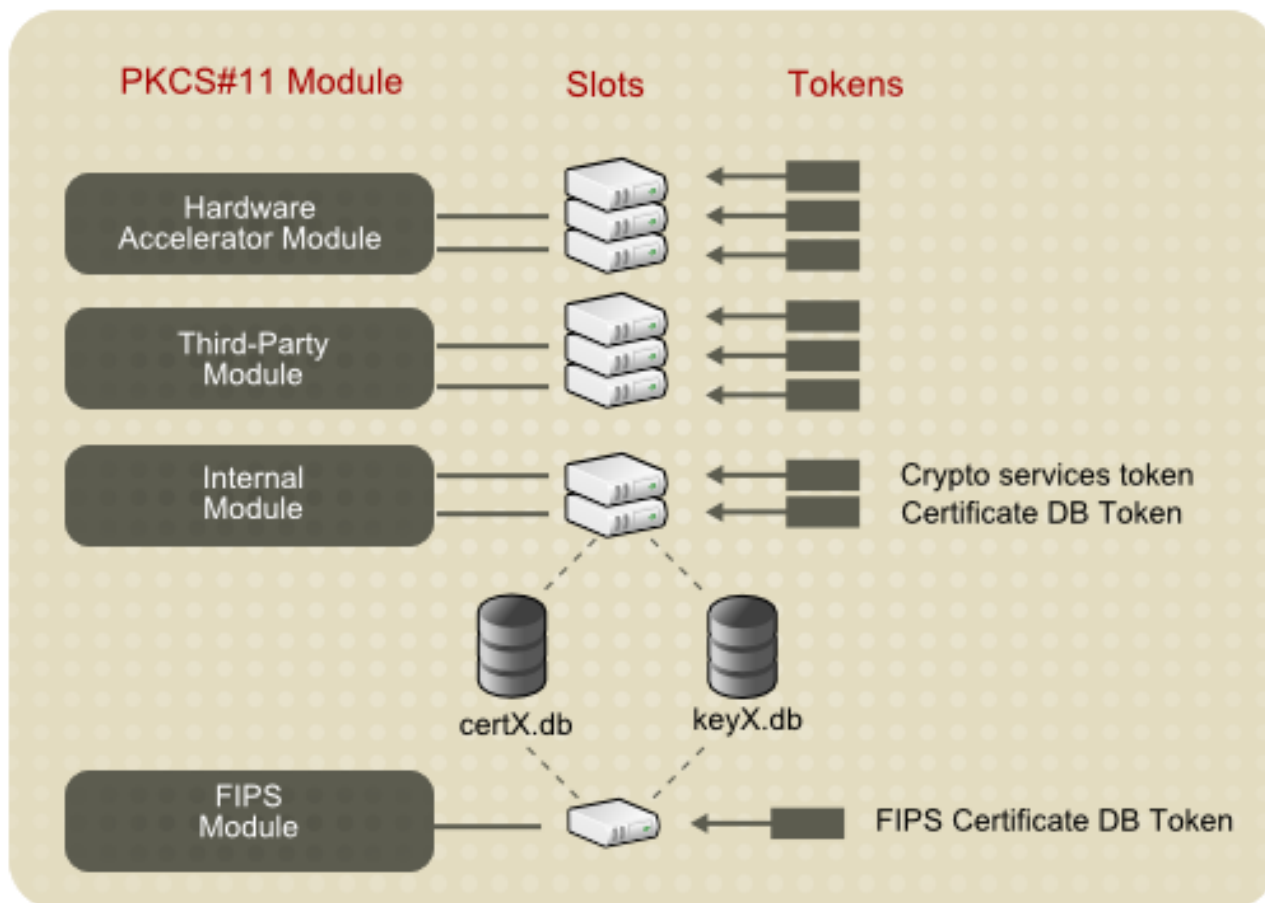 PKCS#11 Module
Slots
Tokens
Hardware
Accelerator Module
Third-Party
Module
Internal
Module
Crypto services token
Certificate DB Token
certX.db
keyX.db
FIPS
Module
FIPS Certificate DB Token